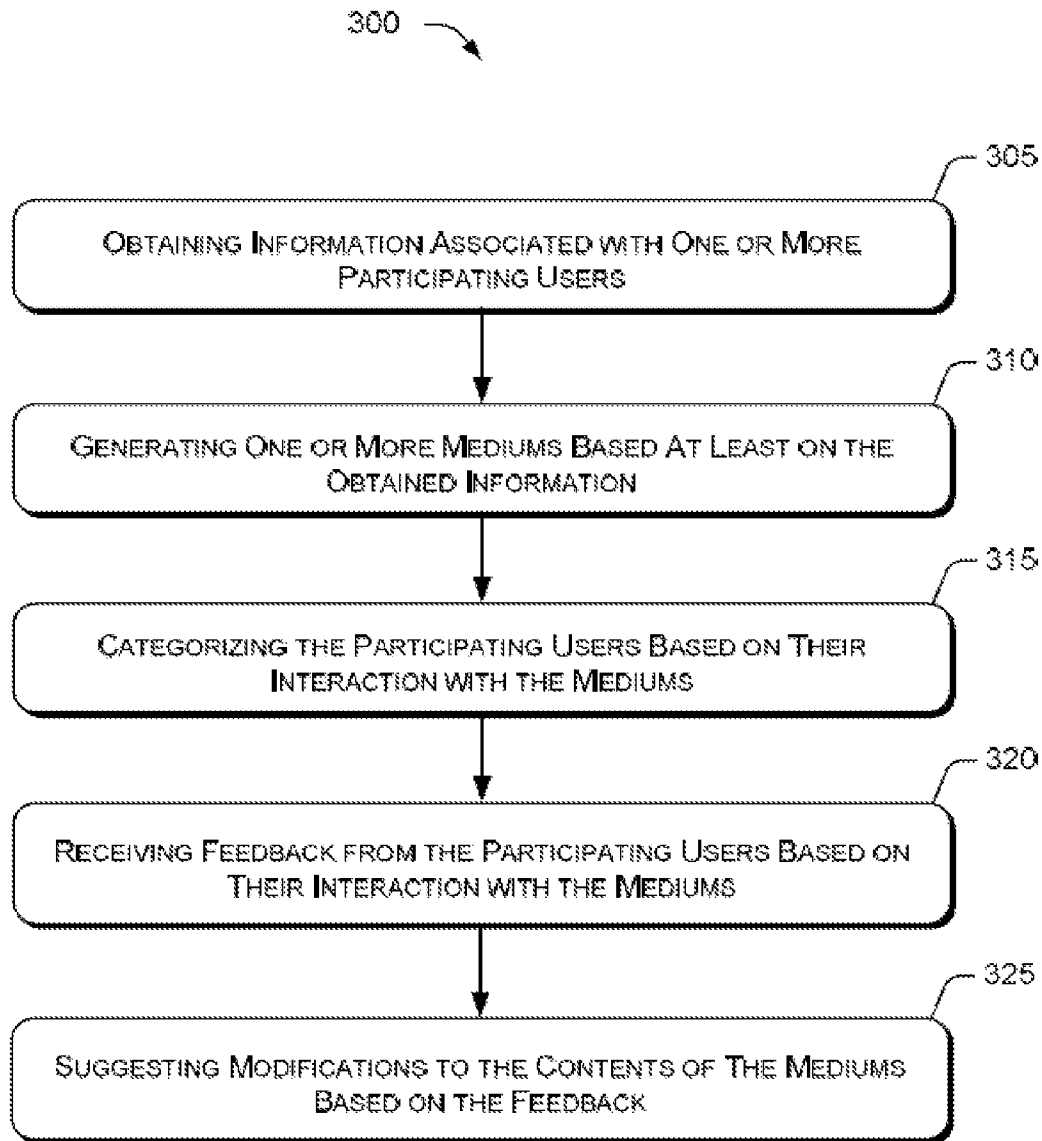 300
305
OBTAINING INFORMATION ASSOCIATED WITH ONE OR MORE
PARTICIPATING USERS
310
GENERATING ONE OR MORE MEDIUMS BASED AT LEAST ON THE
OBTAINED INFORMATION
315
CATEGORIZING THE PARTICIPATING USERS BASED ON THEIR
INTERACTION WITH THE MEDIUMS
320
RECEIVING FEEDBACK FROM THE PARTICIPATING USERS BASED ON
THEIR INTERACTION WITH THE MEDIUMS
325
SUGGESTING MODIFICATIONS TO THE CONTENTS OF THE MEDIUMS
BASED ON THE FEEDBACK